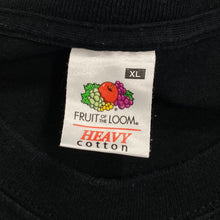 XL
FRUIT OF THE LOOM®
HEAVY
cotton